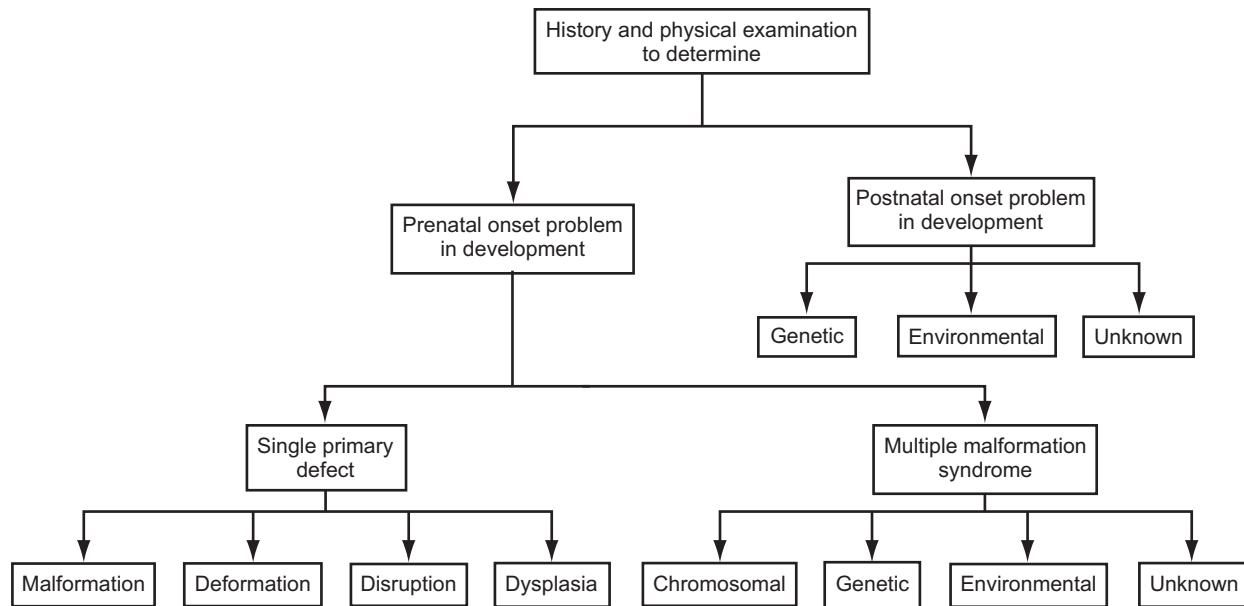 History and physical examination
to determine
Prenatal onset problem
in development
Postnatal onset problem
in development
Genetic
Environmental
Unknown
Single primary
defect
Multiple malformation
syndrome
Malformation
Deformation
Disruption
Dysplasia
Chromosomal
Genetic
Environmental
Unknown